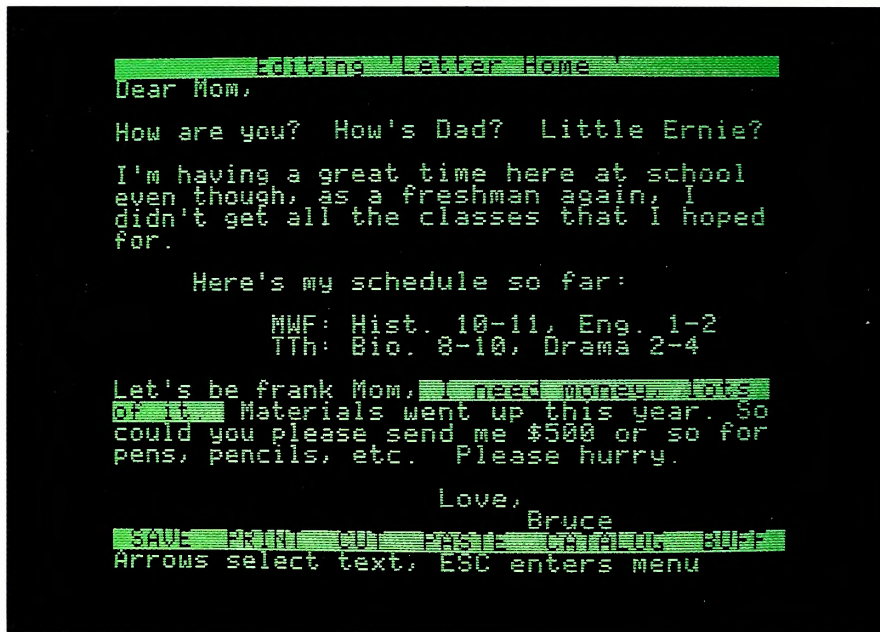 Editing 'Letter Home '
Dear Mom,
How are you?  How's Dad?  Little Ernie?
I'm having a great time here at school
even though, as a freshman again, I
didn't get all the classes that I hoped
for.
Here's my schedule so far:
MWF: Hist. 10-11, Eng. 1-2
TTh: Bio. 8-10, Drama 2-4
Let's be frank Mom, I need money, lots
of it. Materials went up this year. So
could you please send me $500 or so for
pens, pencils, etc.  Please hurry.
Love,
Bruce
SAVE PRINT CUT PASTE CATALOG BUFF
Arrows select text, ESC enters menu